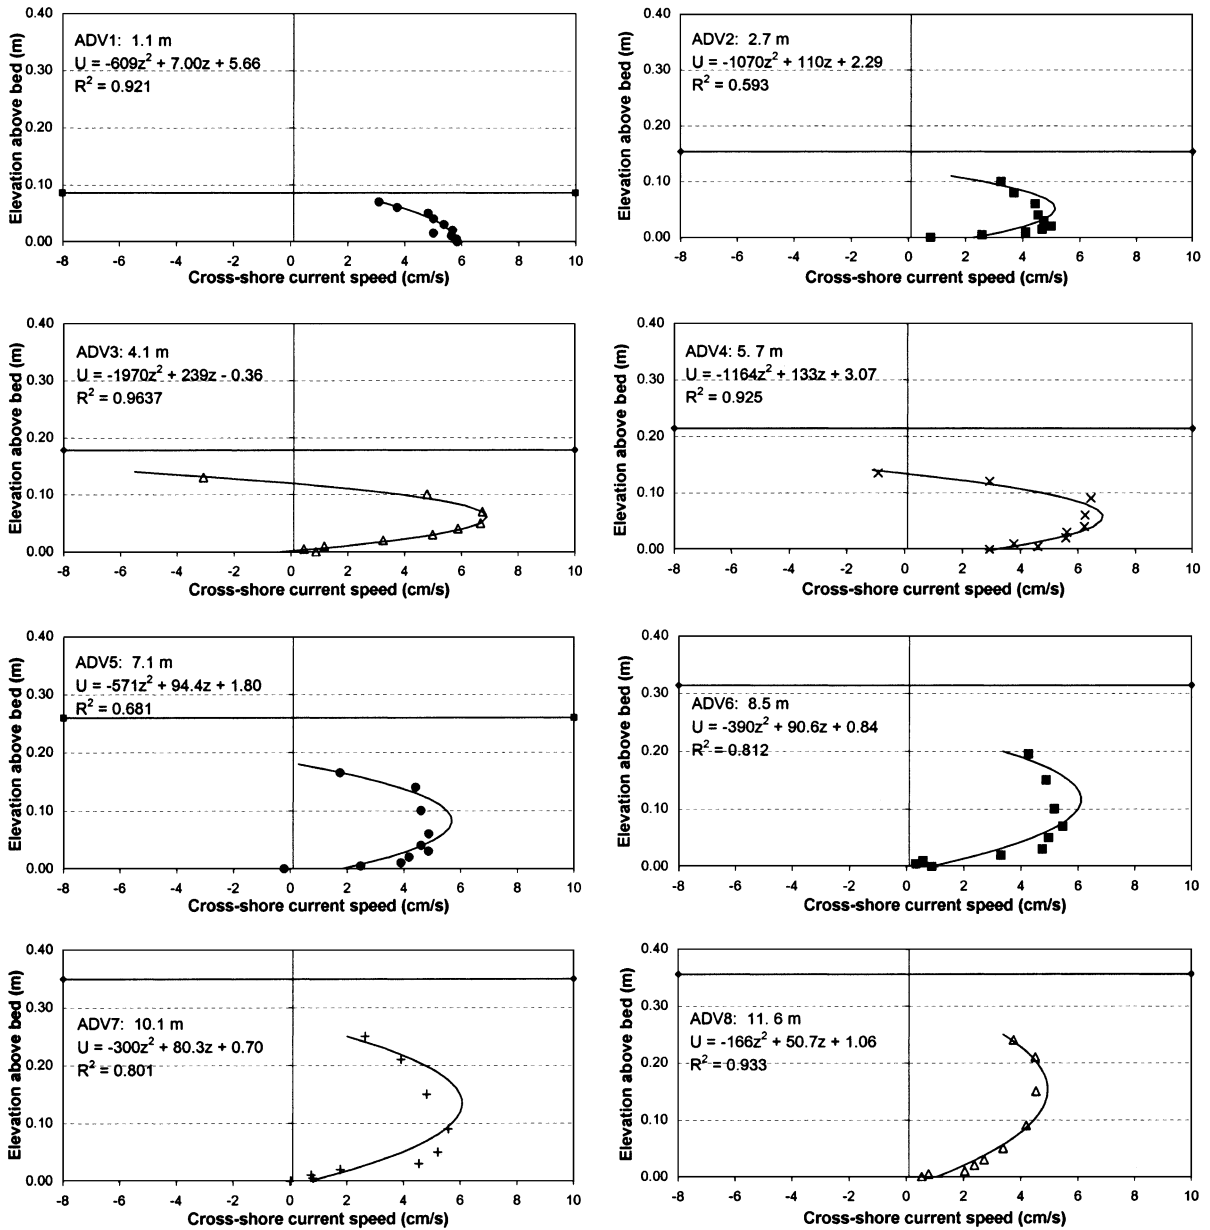 0.40
0.30
0.20
0.10
0.00
Elevation above bed (m)
ADV1: 1.1 m
U = -609z² + 7.00z + 5.66
R² = 0.921
-8 -6 -4 -2 0 2 4 6 8 10
Cross-shore current speed (cm/s)
0.40
0.30
0.20
0.10
0.00
Elevation above bed (m)
ADV2: 2.7 m
U = -1070z² + 110z + 2.29
R² = 0.593
-8 -6 -4 -2 0 2 4 6 8 10
Cross-shore current speed (cm/s)
0.40
0.30
0.20
0.10
0.00
Elevation above bed (m)
ADV3: 4.1 m
U = -1970z² + 239z - 0.36
R² = 0.9637
-8 -6 -4 -2 0 2 4 6 8 10
Cross-shore current speed (cm/s)
0.40
0.30
0.20
0.10
0.00
Elevation above bed (m)
ADV4: 5. 7 m
U = -1164z² + 133z + 3.07
R² = 0.925
-8 -6 -4 -2 0 2 4 6 8 10
Cross-shore current speed (cm/s)
0.40
0.30
0.20
0.10
0.00
Elevation above bed (m)
ADV5: 7.1 m
U = -571z² + 94.4z + 1.80
R² = 0.681
-8 -6 -4 -2 0 2 4 6 8 10
Cross-shore current speed (cm/s)
0.40
0.30
0.20
0.10
0.00
Elevation above bed (m)
ADV6: 8.5 m
U = -390z² + 90.6z + 0.84
R² = 0.812
-8 -6 -4 -2 0 2 4 6 8 10
Cross-shore current speed (cm/s)
0.40
0.30
0.20
0.10
0.00
Elevation above bed (m)
ADV7: 10.1 m
U = -300z² + 80.3z + 0.70
R² = 0.801
-8 -6 -4 -2 0 2 4 6 8 10
Cross-shore current speed (cm/s)
0.40
0.30
0.20
0.10
0.00
Elevation above bed (m)
ADV8: 11. 6 m
U = -166z² + 50.7z + 1.06
R² = 0.933
-8 -6 -4 -2 0 2 4 6 8 10
Cross-shore current speed (cm/s)